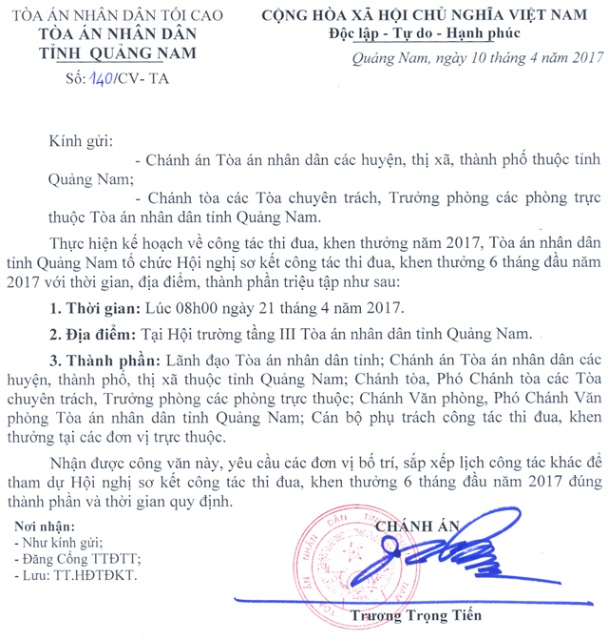 TÒA ÁN NHÂN DÂN TỐI CAO
TÒA ÁN NHÂN DÂN
TỈNH QUẢNG NAM
Số: 140/CV- TA
CỘNG HÒA XÃ HỘI CHỦ NGHĨA VIỆT NAM
Độc lập - Tự do - Hạnh phúc
Quảng Nam, ngày 10 tháng 4 năm 2017
Kính gửi:
- Chánh án Tòa án nhân dân các huyện, thị xã, thành phố thuộc tỉnh
Quảng Nam;
- Chánh tòa các Tòa chuyên trách, Trưởng phòng các phòng trực
thuộc Tòa án nhân dân tỉnh Quảng Nam.
Thực hiện kế hoạch về công tác thi đua, khen thưởng năm 2017, Tòa án nhân dân
tỉnh Quảng Nam tổ chức Hội nghị sơ kết công tác thi đua, khen thưởng 6 tháng đầu năm
2017 với thời gian, địa điểm, thành phần triệu tập như sau:
1. Thời gian: Lúc 08h00 ngày 21 tháng 4 năm 2017.
2. Địa điểm: Tại Hội trường tầng III Tòa án nhân dân tỉnh Quảng Nam.
3. Thành phần: Lãnh đạo Tòa án nhân dân tỉnh; Chánh án Tòa án nhân dân các
huyện, thành phố, thị xã thuộc tỉnh Quảng Nam; Chánh tòa, Phó Chánh tòa các Tòa
chuyên trách, Trưởng phòng các phòng trực thuộc; Chánh Văn phòng, Phó Chánh Văn
phòng Tòa án nhân dân tỉnh Quảng Nam; Cán bộ phụ trách công tác thi đua, khen
thưởng tại các đơn vị trực thuộc.
Nhận được công văn này, yêu cầu các đơn vị bố trí, sắp xếp lịch công tác khác để
tham dự Hội nghị sơ kết công tác thi đua, khen thưởng 6 tháng đầu năm 2017 đúng
thành phần và thời gian quy định.
Nơi nhận:
- Như kính gửi;
- Đăng Cổng TTĐTT;
- Lưu: TT.HĐTĐKT.
CHÁNH ÁN
TÒA ÁN NHÂN DÂN TỈNH
Trương Trọng Tiến